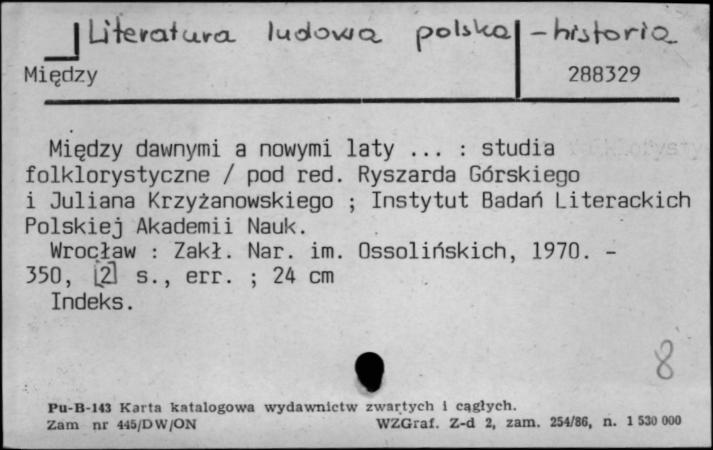 Literatura ludowa polska - historia
Między 288329
Między dawnymi a nowymi laty ... : studia
folklorystyczne / pod red. Ryszarda Górskiego
i Juliana Krzyżanowskiego ; Instytut Badań Literackich
Polskiej Akademii Nauk.
Wrocław : Zakł. Nar. im. Ossolińskich, 1970. -
350, [2] s., err. ; 24 cm
Indeks.
8
Pu-B-143 Karta katalogowa wydawnictw zwartych i cągłych.
Zam nr 445/DW/ON WZGraf. Z-d 2, zam. 254/86, n. 1 530 000